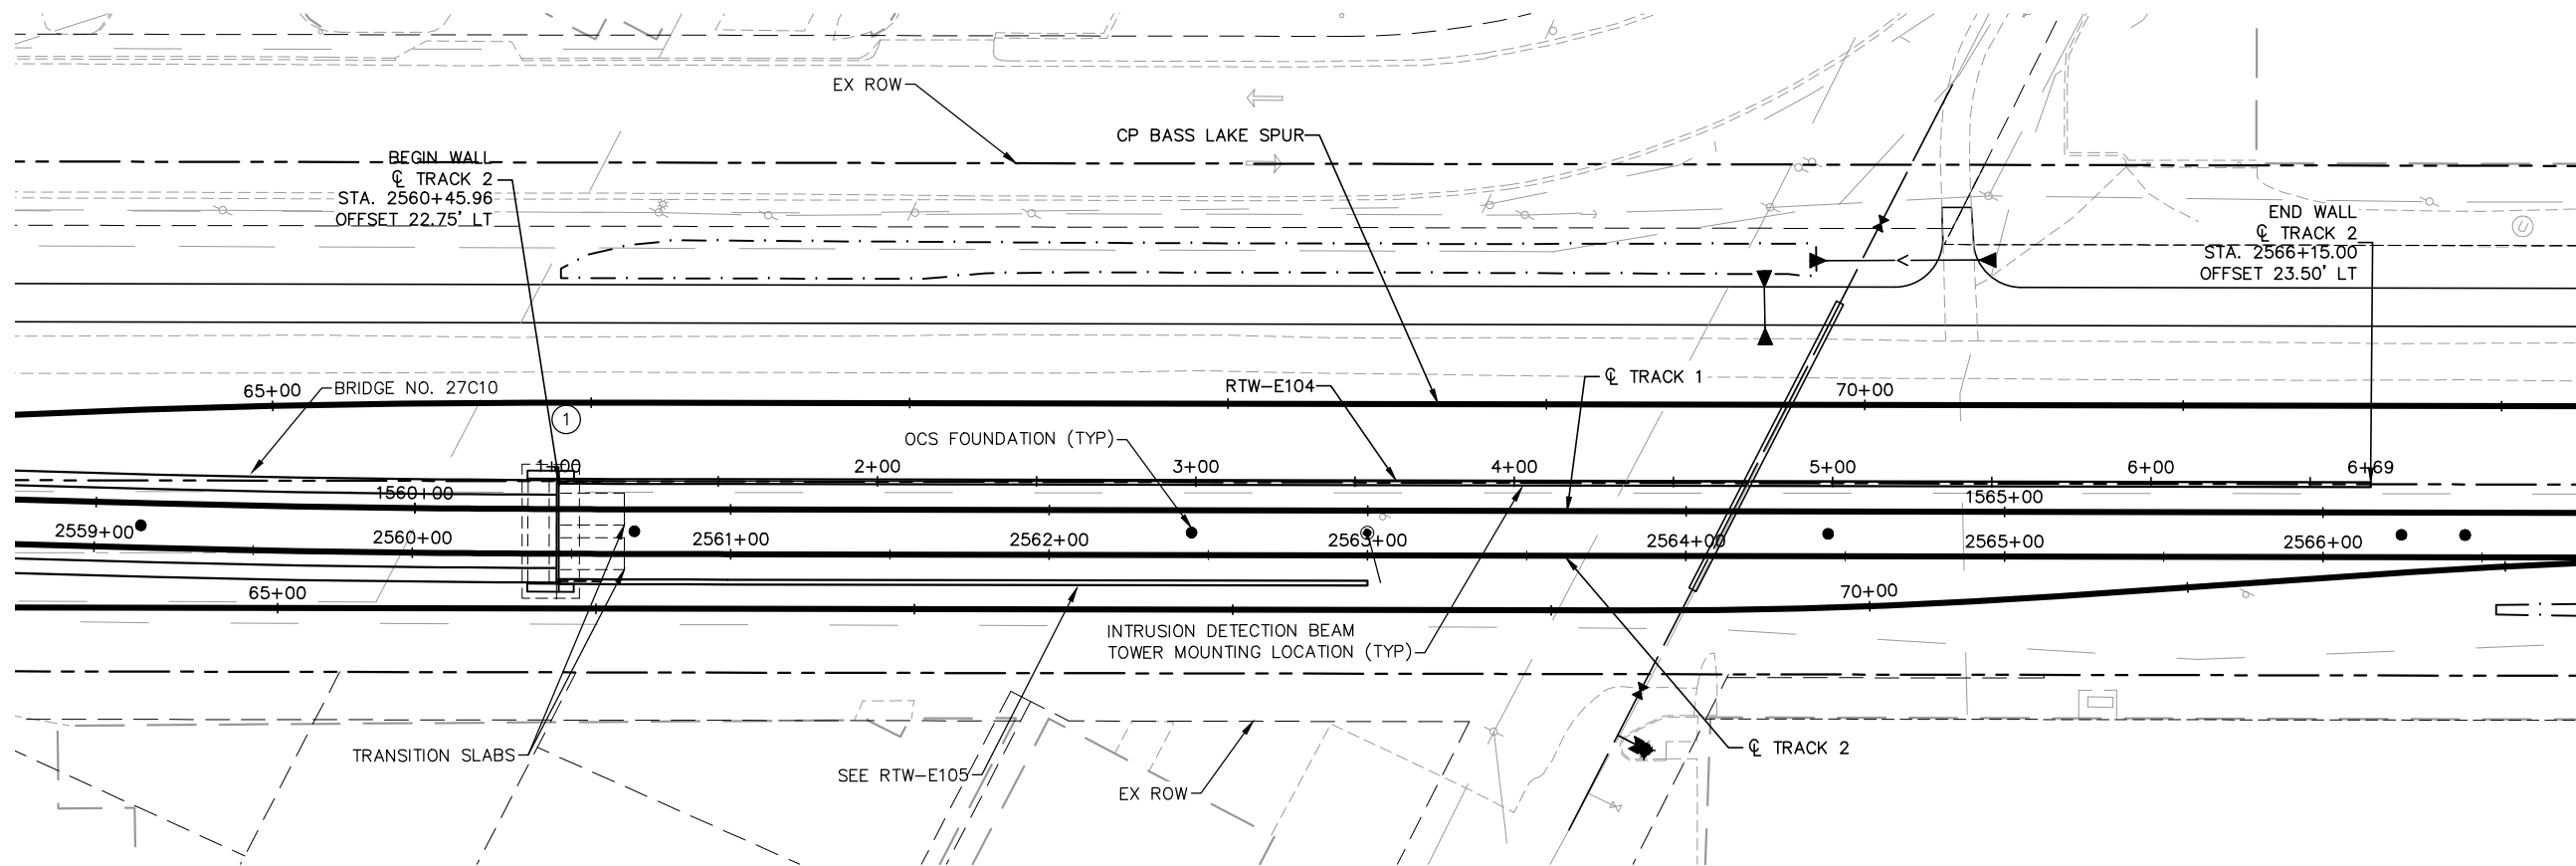 EX ROW
CP BASS LAKE SPUR
BEGIN WALL
℄ TRACK 2
STA. 2560+45.96
OFFSET 22.75' LT
END WALL
℄ TRACK 2
STA. 2566+15.00
OFFSET 23.50' LT
65+00
BRIDGE NO. 27C10
RTW-E104
℄ TRACK 1
70+00
1
OCS FOUNDATION (TYP)
1+00
2+00
3+00
4+00
5+00
6+00
6+69
1560+00
1565+00
2559+00
2560+00
2561+00
2562+00
2563+00
2564+00
2565+00
2566+00
65+00
70+00
INTRUSION DETECTION BEAM
TOWER MOUNTING LOCATION (TYP)
TRANSITION SLABS
SEE RTW-E105
EX ROW
℄ TRACK 2
U